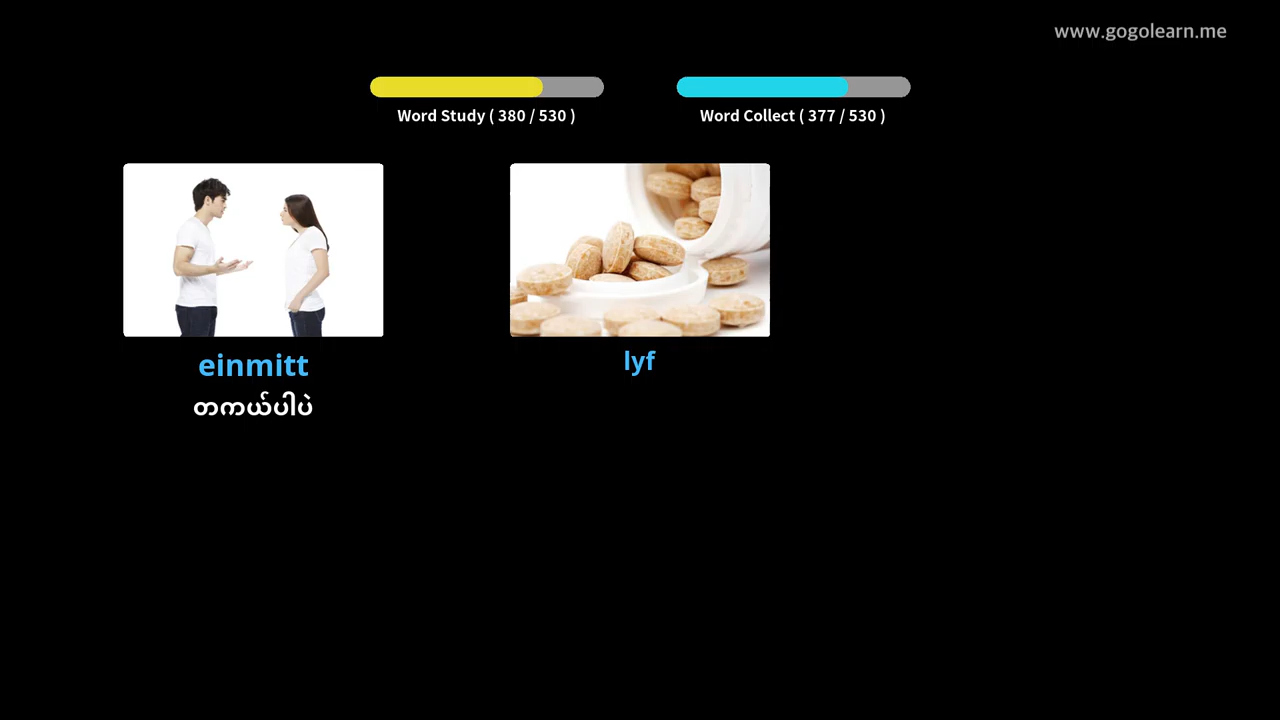 www.gogolearn.me
Word Study ( 380 / 530 )
Word Collect ( 377 / 530 )
einmitt
တကယ်ပါပဲ
lyf